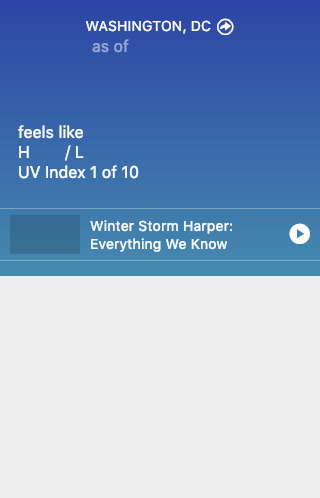 WASHINGTON, DC
as of
feels like
H / L
UV Index 1 of 10
Winter Storm Harper:
Everything We Know